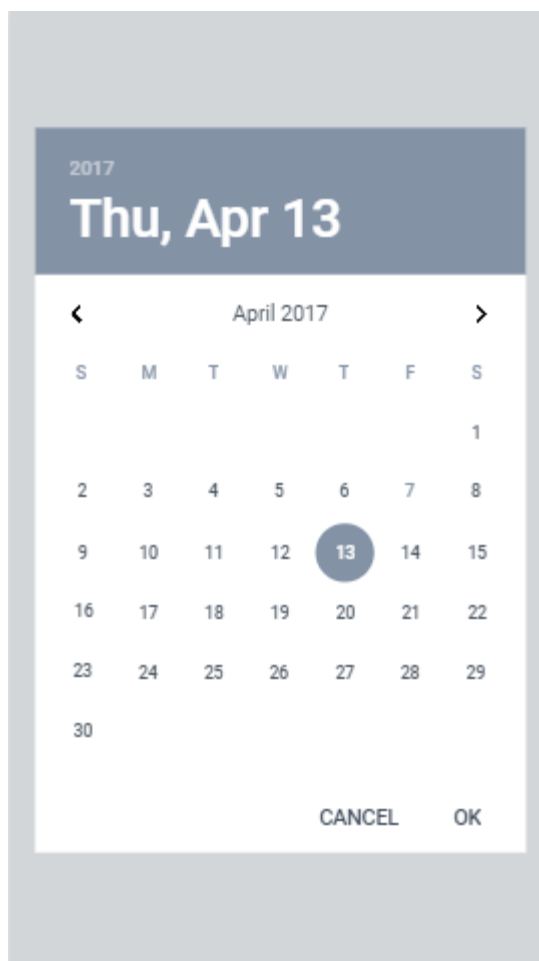 2017
Thu, Apr 13
April 2017
S M T W T F S
1
2 3 4 5 6 7 8
9 10 11 12 13 14 15
16 17 18 19 20 21 22
23 24 25 26 27 28 29
30
CANCEL OK